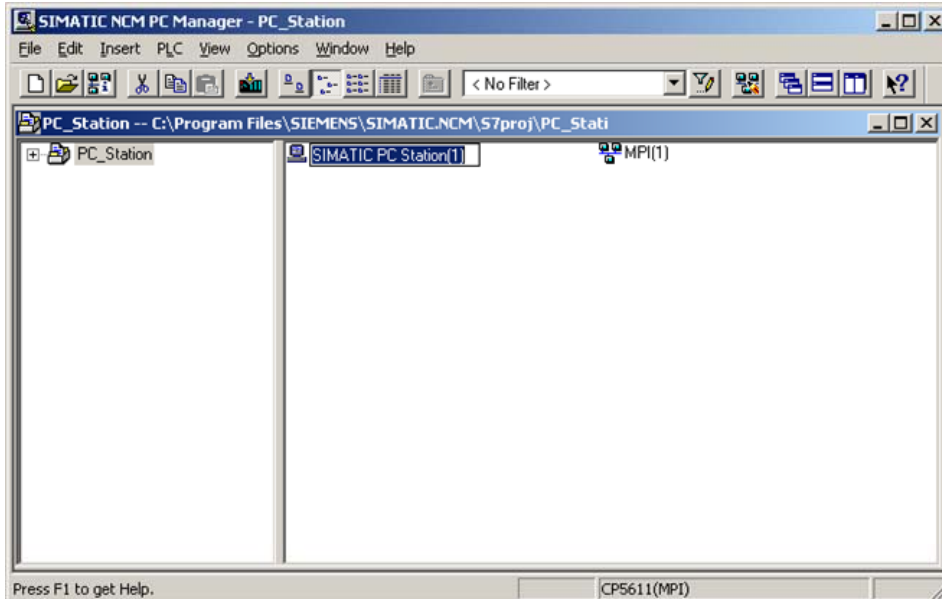 SIMATIC NCM PC Manager - PC_Station
File Edit Insert PLC View Options Window Help
< No Filter >
PC_Station -- C:\Program Files\SIEMENS\SIMATIC.NCM\S7proj\PC_Stati
PC_Station
SIMATIC PC Station(1)
MPI(1)
Press F1 to get Help.
CP5611(MPI)